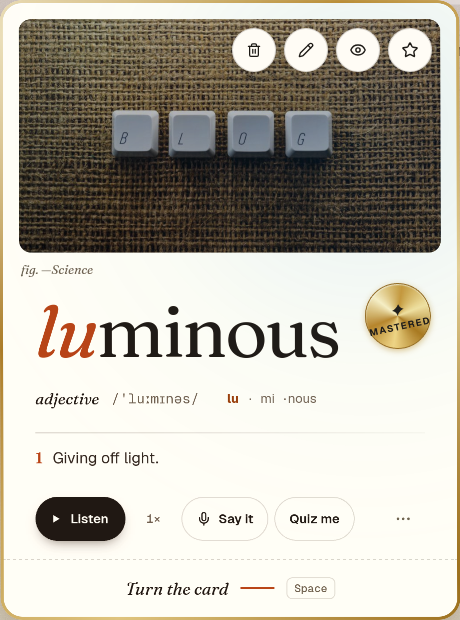 B L O G
fig. —Science
luminous
MASTERED
adjective /ˈluːmɪnəs/ lu · mi ·nous
1 Giving off light.
Listen 1× Say it Quiz me ...
Turn the card — Space